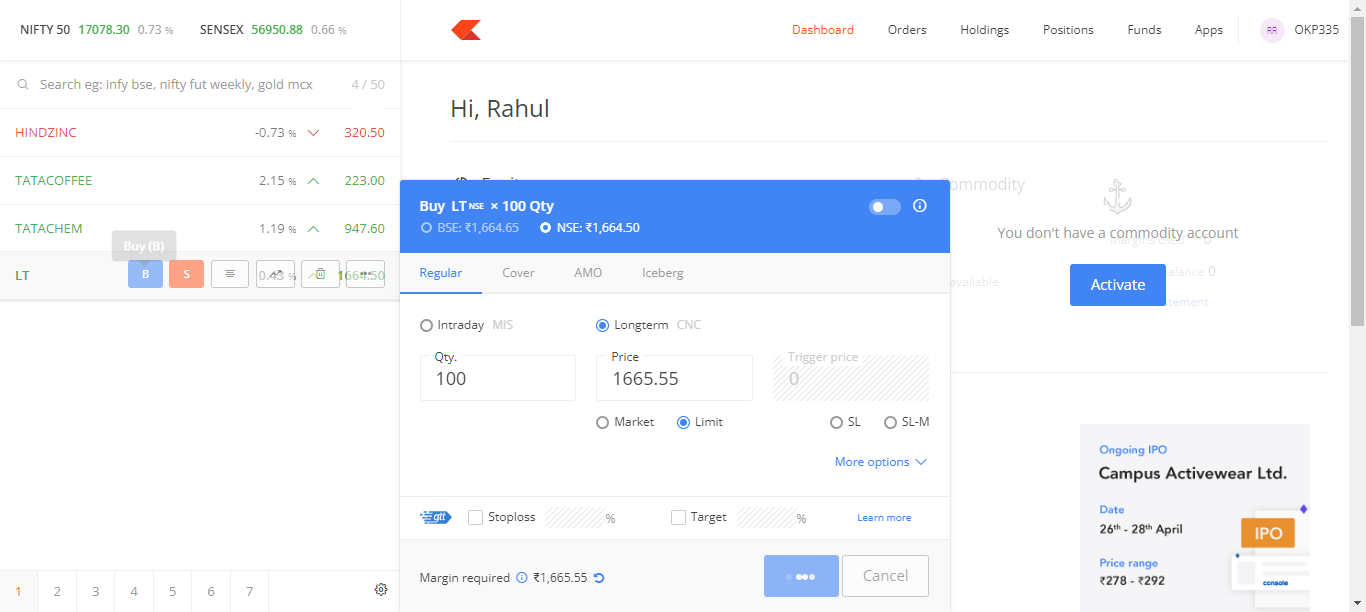 NIFTY 50 17078.30 0.73 % SENSEX 56950.88 0.66 %
Dashboard Orders Holdings Positions Funds Apps RR OKP335
Search eg: infy bse, nifty fut weekly, gold mcx 4 / 50
HINDZINC -0.73 % 320.50
TATACOFFEE 2.15 % 223.00
TATACHEM 1.19 % 947.60
Buy (B)
LT B S 0.43 % 1664.50
1 2 3 4 5 6 7
Hi, Rahul
Commodity
You don't have a commodity account
Margins used 0
Activate
available
balance 0
Buy LT NSE × 100 Qty
BSE: ₹1,664.65 NSE: ₹1,664.50
Regular Cover AMO Iceberg
Intraday MIS Longterm CNC
Qty. Price Trigger price
100 1665.55 0
Market Limit SL SL-M
More options
gtt Stoploss % Target % Learn more
Margin required ₹1,665.55 Cancel
Ongoing IPO
Campus Activewear Ltd.
Date
26th - 28th April
IPO
Price range
₹278 - ₹292
console